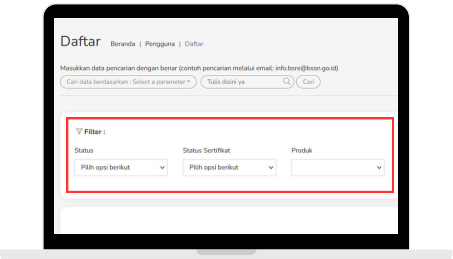 Daftar Beranda | Pengguna | Daftar
Masukkan data pencarian dengan benar (contoh pencarian melalui email: info.bsre@bssn.go.id)
Cari data berdasarkan : Select a parameter Tulis disini ya Cari
Filter :
Status Status Sertifikat Produk
Pilih opsi berikut Pilih opsi berikut